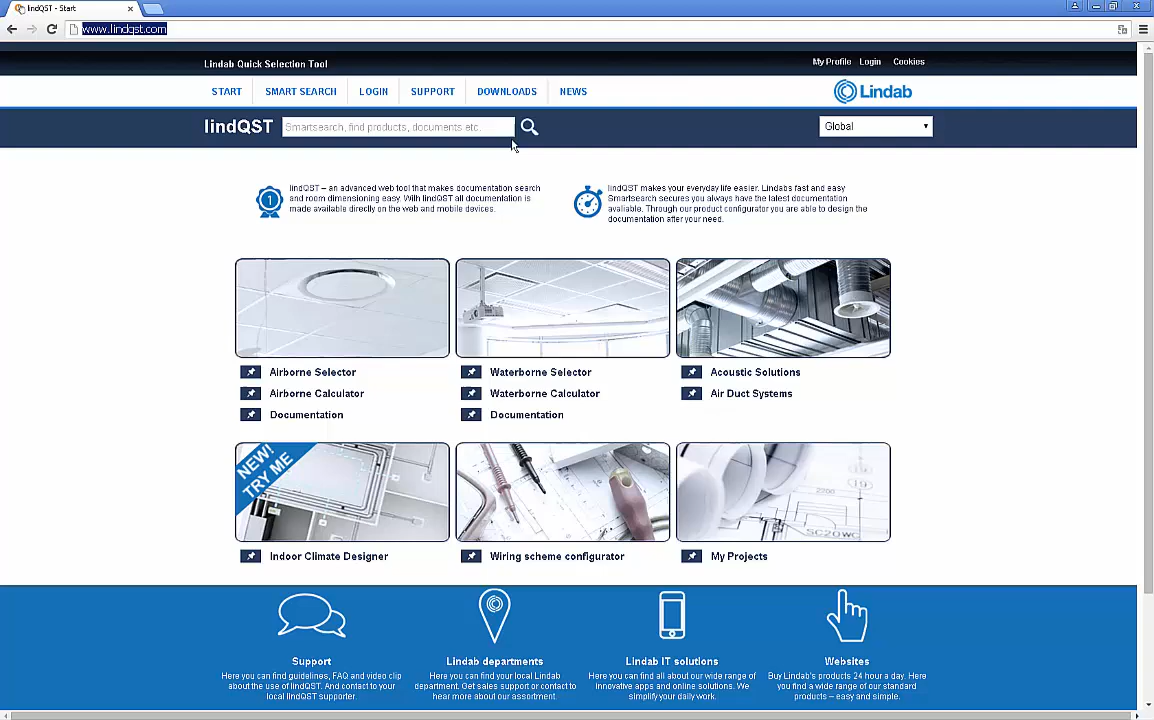 lindQST - Start
www.lindqst.com
Lindab Quick Selection Tool
My Profile Login Cookies
START SMART SEARCH LOGIN SUPPORT DOWNLOADS NEWS
Lindab
lindQST Smartsearch, find products, documents etc. Global
lindQST – an advanced web tool that makes documentation search
and room dimensioning easy. With lindQST all documentation is
made available directly on the web and mobile devices.
lindQST makes your everyday life easier. Lindabs fast and easy
Smartsearch secures you always have the latest documentation
available. Through our product configurator you are able to design the
documentation after your need.
Airborne Selector
Airborne Calculator
Documentation
Waterborne Selector
Waterborne Calculator
Documentation
Acoustic Solutions
Air Duct Systems
NEW!
TRY ME
2200
SC20WC
Indoor Climate Designer
Wiring scheme configurator
My Projects
Support
Here you can find guidelines, FAQ and video clip
about the use of lindQST. And contact to your
local lindQST supporter.
Lindab departments
Here you can find your local Lindab
department. Get sales support or contact to
hear more about our assortment.
Lindab IT solutions
Here you can find all about our wide range of
innovative apps and online solutions. We
simplify your daily work.
Websites
Buy Lindab's products 24 hour a day. Here
you find a wide range of our standard
products – easy and simple.